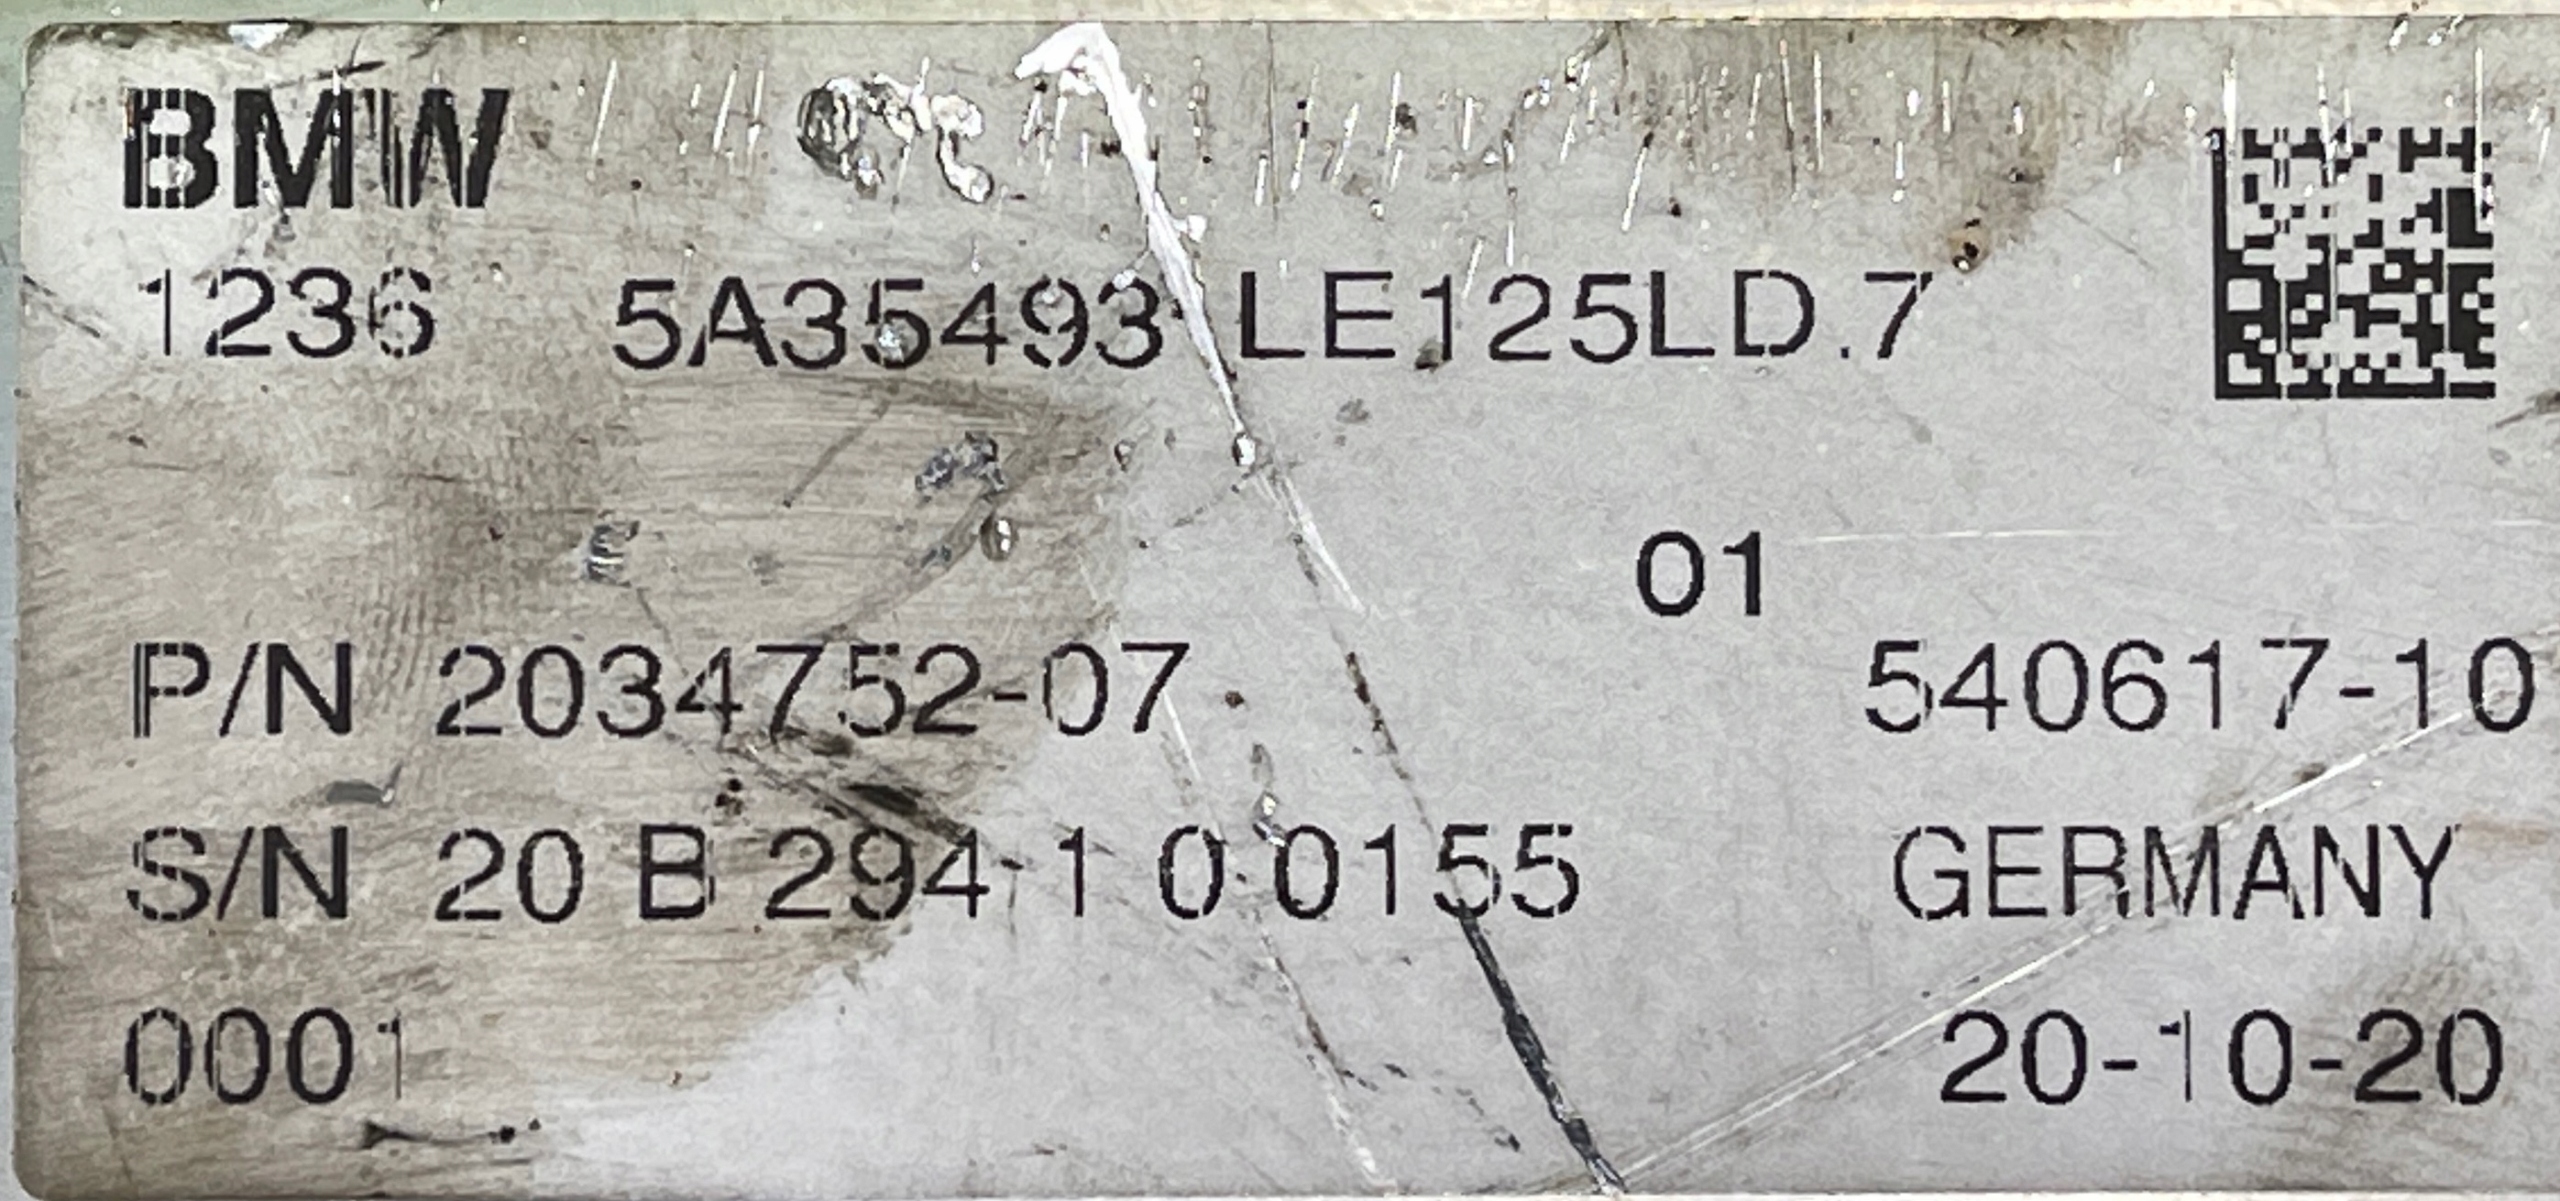 BMW
1236 5A35493 LE125LD.7
01
P/N 2034752-07 540617-10
S/N 20 B 294-1 0 0155 GERMANY
0001 20-10-20